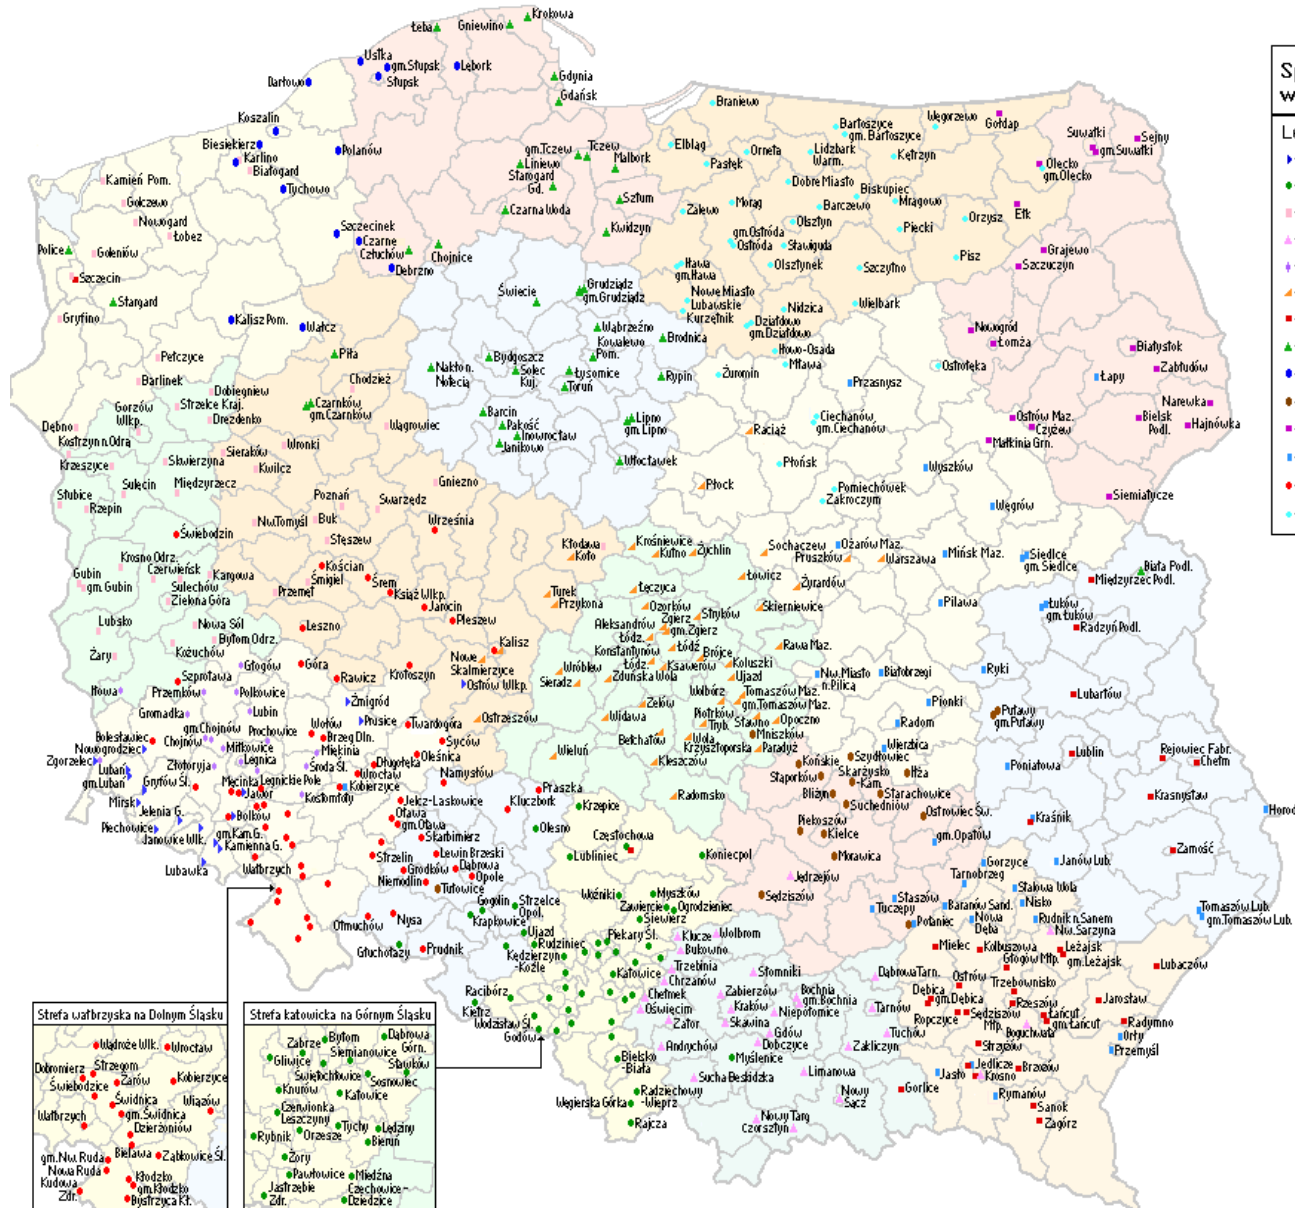 Krokowa
Łeba
Gniewino
Ustka
gm.Słupsk
Słupsk
Lębork
Darłowo
Gdynia
Gdańsk
Koszalin
Biesiekierz
Karlino
Białogard
Polanów
Tychowo
Kamień Pom.
Golczewo
Nowogard
Łobez
Police
Goleniów
Szczecin
Stargard
Gryfino
Szczecinek
Czarne
Człuchów
Debrzno
Chojnice
gm.Tczew
Tczew
Liniewo
Starogard
Gd.
Czarna Woda
Malbork
Sztum
Kwidzyn
Braniewo
Elbląg
Pasłęk
Orneta
Bartoszyce
gm.Bartoszyce
Lidzbark
Warm.
Węgorzewo
Kętrzyn
Gołdap
Suwałki
gm.Suwałki
Sejny
Olecko
gm.Olecko
Dobre Miasto
Biskupiec
Barczewo
Mrągowo
Ełk
Zalewo
Morąg
Olsztyn
gm.Ostróda
Ostróda
Stawiguda
Olsztynek
Piecki
Orzysz
Pisz
Szczytno
Grajewo
Szczuczyn
Iława
gm.Iława
Nowe Miasto
Lubawskie
Kurzętnik
Nidzica
Wielbark
Działdowo
gm.Działdowo
Iłowo-Osada
Mława
Żuromin
Kalisz Pom.
Wałcz
Piła
Świecie
Grudziądz
gm.Grudziądz
Wąbrzeźno
Kowalewo
Pom.
Brodnica
Rypin
Bydgoszcz
Solec
Kuj.
Łysomice
Toruń
Nakło n.
Notecią
Barcin
Pakość
Inowrocław
Janikowo
Lipno
gm.Lipno
Włocławek
Nowogród
Łomża
Białystok
Zabłudów
Narewka
Hajnówka
Bielsk
Podl.
Łapy
Ostrołęka
Przasnysz
Ostrów Maz.
Czyżew
Małkinia Grn.
Siemiatycze
Ciechanów
gm.Ciechanów
Raciąż
Płońsk
Płock
Pomiechówek
Zakroczym
Wyszków
Węgrów
Pełczyce
Barlinek
Dobiegniew
Strzelce Kraj.
Drezdenko
Gorzów
Wlkp.
Dębno
Kostrzyn n.Odrą
Krzeszyce
Skwierzyna
Sulęcin
Międzyrzecz
Słubice
Rzepin
Świebodzin
Chodzież
Czarnków
gm.Czarnków
Wągrowiec
Wronki
Sieraków
Kwilcz
Gniezno
Poznań
Swarzędz
Nw.Tomyśl
Buk
Stęszew
Września
Kłodawa
Koło
Krośniewice
Kutno
Żychlin
Sochaczew
Pruszków
Ożarów Maz.
Warszawa
Mińsk Maz.
Siedlce
gm. Siedlce
Biała Podl.
Międzyrzec Podl.
Gubin
gm. Gubin
Krosno Odrz.
Czerwieńsk
Kargowa
Sulechów
Zielona Góra
Lubsko
Nowa Sól
Bytom Odrz.
Żary
Kożuchów
Szprotawa
Iłowa
Kościan
Śmigiel
Przemęt
Śrem
Książ Wlkp.
Jarocin
Leszno
Pleszew
Góra
Rawicz
Krotoszyn
Turek
Przykona
Kalisz
Nowe
Skalmierzyce
Ostrów Wlkp.
Ostrzeszów
Łęczyca
Łowicz
Żyrardów
Ozorków
Stryków
Skierniewice
Aleksandrów
Łódz.
Zgierz
gm.Zgierz
Konstantynów
Łódz.
Łódź
Ksawerów
Brójce
Rawa Maz.
Koluszki
Ujazd
Wróblew
Sieradz
Zduńska Wola
Zelów
Wolbórz
Tomaszów Maz.
gm.Tomaszów Maz.
Piotrków
Tryb.
Sławno
Opoczno
Mniszków
Widawa
Bełchatów
Wola
Krzysztoporska
Paradyż
Wieluń
Kleszczów
Radomsko
Pilawa
Łuków
gm.Łuków
Radzyń Podl.
Nw.Miasto
n.Pilicą
Białobrzegi
Ryki
Lubartów
Pionki
Radom
Puławy
gm.Puławy
Lublin
Rejowiec Fabr.
Chełm
Wierzbica
Poniatowa
Krasnystaw
Kraśnik
Horod
Janów Lub.
Zamość
Tomaszów Lub.
gm.Tomaszów Lub.
Głogów
Przemków
Polkowice
Gromadka
Lubin
Bolesławiec
gm.Chojnów
Chojnów
Prochowice
Wołów
Żmigród
Prusice
Twardogóra
Syców
Nowogrodziec
Zgorzelec
Miłkowice
Legnica
Miękinia
Brzeg Dln.
Oleśnica
Długołęka
Lubań
gm.Lubań
Złotoryja
Środa Śl.
Wrocław
Namysłów
Gryfów Śl.
Męcinka
Legnickie Pole
Kostomłoty
Kobierzyce
Mirsk
Jelenia G.
Jawor
Bolków
Jelcz-Laskowice
Oława
gm.Oława
Piechowice
Janowice Wlk.
gm.Kam.G.
Kamienna G.
Lubawka
Wałbrzych
Strzelin
Skarbimierz
Lewin Brzeski
Grodków
Niemodlin
Dąbrowa
Opole
Tułowice
Otmuchów
Nysa
Głuchołazy
Prudnik
Kluczbork
Praszka
Olesno
Gogolin
Strzelce
Opol.
Krapkowice
Ujazd
Kędzierzyn
-Koźle
Kietrz
Krzepice
Częstochowa
Lubliniec
Koniecpol
Woźniki
Myszków
Zawiercie
Ogrodzieniec
Siewierz
Rudziniec
Piekary Śl.
Katowice
Racibórz
Wodzisław Śl.
Godów
Bielsko
-Biała
Radziechowy
-Wieprz
Węgierska Górka
Rajcza
Końskie
Szydłowiec
Stąporków
Skarżysko
-Kam.
Iłża
Bliżyn
Starachowice
Suchedniów
Ostrowiec Św.
Piekoszów
Kielce
gm.Opatów
Morawica
Jędrzejów
Sędziszów
Staszów
Tuczępy
Połaniec
Gorzyce
Tarnobrzeg
Stalowa Wola
Baranów Sand.
Nisko
Nowa
Dęba
Rudnik n.Sanem
Nw.Sarzyna
Mielec
Kolbuszowa
Leżajsk
gm.Leżajsk
Głogów Młp.
Lubaczów
Klucze
Wolbrom
Bukowno
Trzebinia
Chrzanów
Słomniki
Chełmek
Zabierzów
Bochnia
gm.Bochnia
Oświęcim
Kraków
Niepołomice
Zator
Skawina
Gdów
Dobczyce
Andrychów
Myślenice
Sucha Beskidzka
Limanowa
Nowy Targ
Czorsztyn
Nowy
Sącz
Dąbrowa Tarn.
Tarnów
Tuchów
Zakliczyn
Gorlice
Ostrów
Trzebownisko
Dębica
gm.Dębica
Ropczyce
Sędziszów
Młp.
Rzeszów
Łańcut
gm.Łańcut
Boguchwała
Jarosław
Radymno
Orły
Przemyśl
Strzyżów
Jasło
Jedlicze
Krosno
Brzozów
Rymanów
Sanok
Zagórz
Strefa wałbrzyska na Dolnym Śląsku
Wądroże Wlk.
Wrocław
Dobromierz
Strzegom
Żarów
Kobierzyce
Świebodzice
Świdnica
gm.Świdnica
Wiązów
Wałbrzych
Dzierżoniów
Bielawa
Ząbkowice Śl.
gm.Nw.Ruda
Nowa Ruda
Kudowa
Zdr.
Kłodzko
gm.Kłodzko
Bystrzyca Kł.
Strefa katowicka na Górnym Śląsku
Zabrze
Bytom
Dąbrowa
Górn.
Gliwice
Siemianowice
Sławków
Świętochłowice
Sosnowiec
Knurów
Katowice
Czerwionka
Leszczyny
Rybnik
Orzesze
Tychy
Lędziny
Bieruń
Żory
Pawłowice
Miedźna
Jastrzębie
Zdr.
Czechowice-
Dziedzice